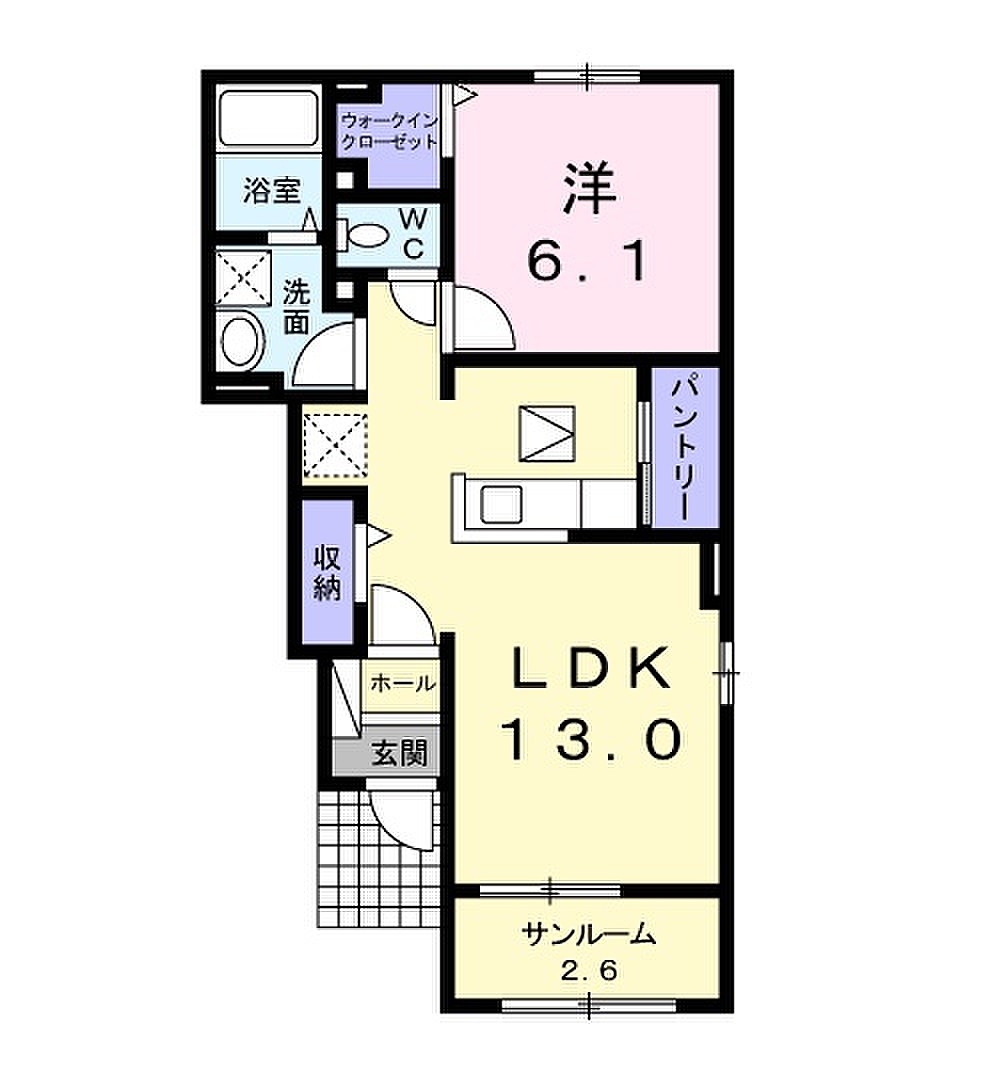 ウォークイン
クローゼット
浴室
洋
6.1
WC
洗面
パントリー
収納
LDK
13.0
ホール
玄関
サンルーム
2.6